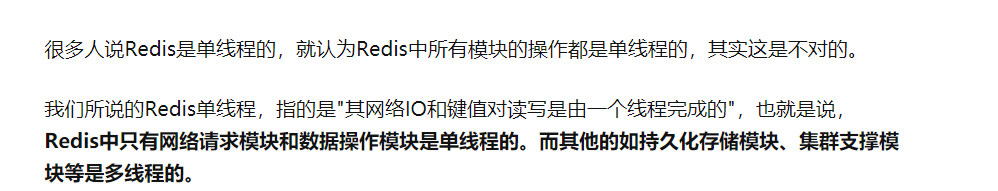 很多人说Redis是单线程的，就认为Redis中所有模块的操作都是单线程的，其实这是不对的。
我们所说的Redis单线程，指的是"其网络IO和键值对读写是由一个线程完成的"，也就是说，
Redis中只有网络请求模块和数据操作模块是单线程的。而其他的如持久化存储模块、集群支撑模
块等是多线程的。